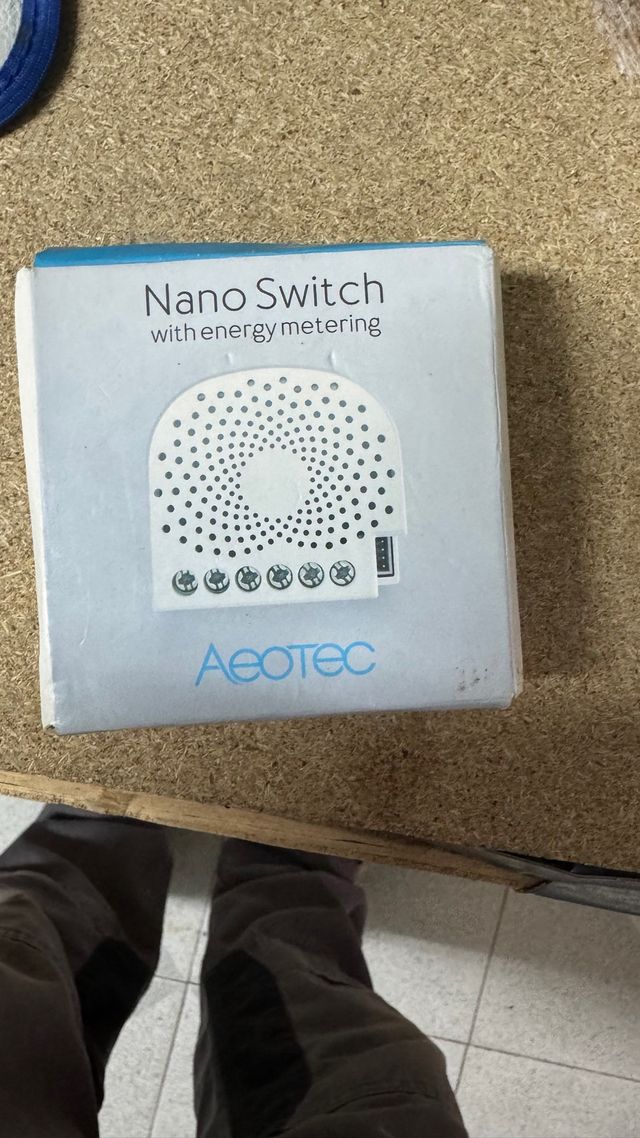 Nano Switch
with energy metering
Aeotec